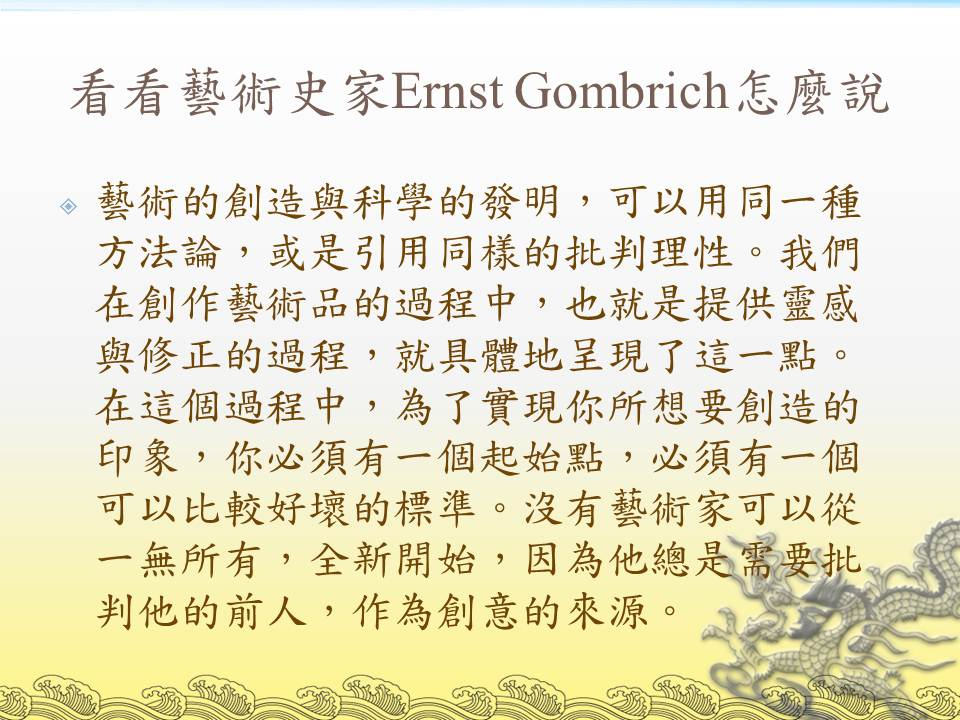 看看藝術史家Ernst Gombrich怎麼說
藝術的創造與科學的發明，可以用同一種
方法論，或是引用同樣的批判理性。我們
在創作藝術品的過程中，也就是提供靈感
與修正的過程，就具體地呈現了這一點。
在這個過程中，為了實現你所想要創造的
印象，你必須有一個起始點，必須有一個
可以比較好壞的標準。沒有藝術家可以從
一無所有，全新開始，因為他總是需要批
判他的前人，作為創意的來源。